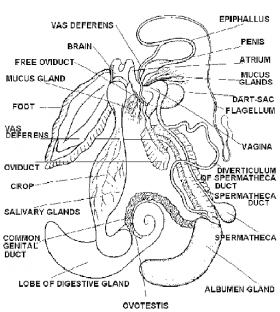 VAS DEFERENS
BRAIN
FREE OVIDUCT
MUCUS GLAND
FOOT
VAS
DEFERENS
OVIDUCT
CROP
SALIVARY GLANDS
COMMON
GENITAL
DUCT
LOBE OF DIGESTIVE GLAND
OVOTESTIS
EPIPHALLUS
PENIS
ATRIUM
MUCUS
GLANDS
DART-SAC
FLAGELLUM
VAGINA
DIVERTICULUM
OF SPERMATHECA
DUCT
SPERMATHECA
DUCT
SPERMATHECA
ALBUMEN GLAND